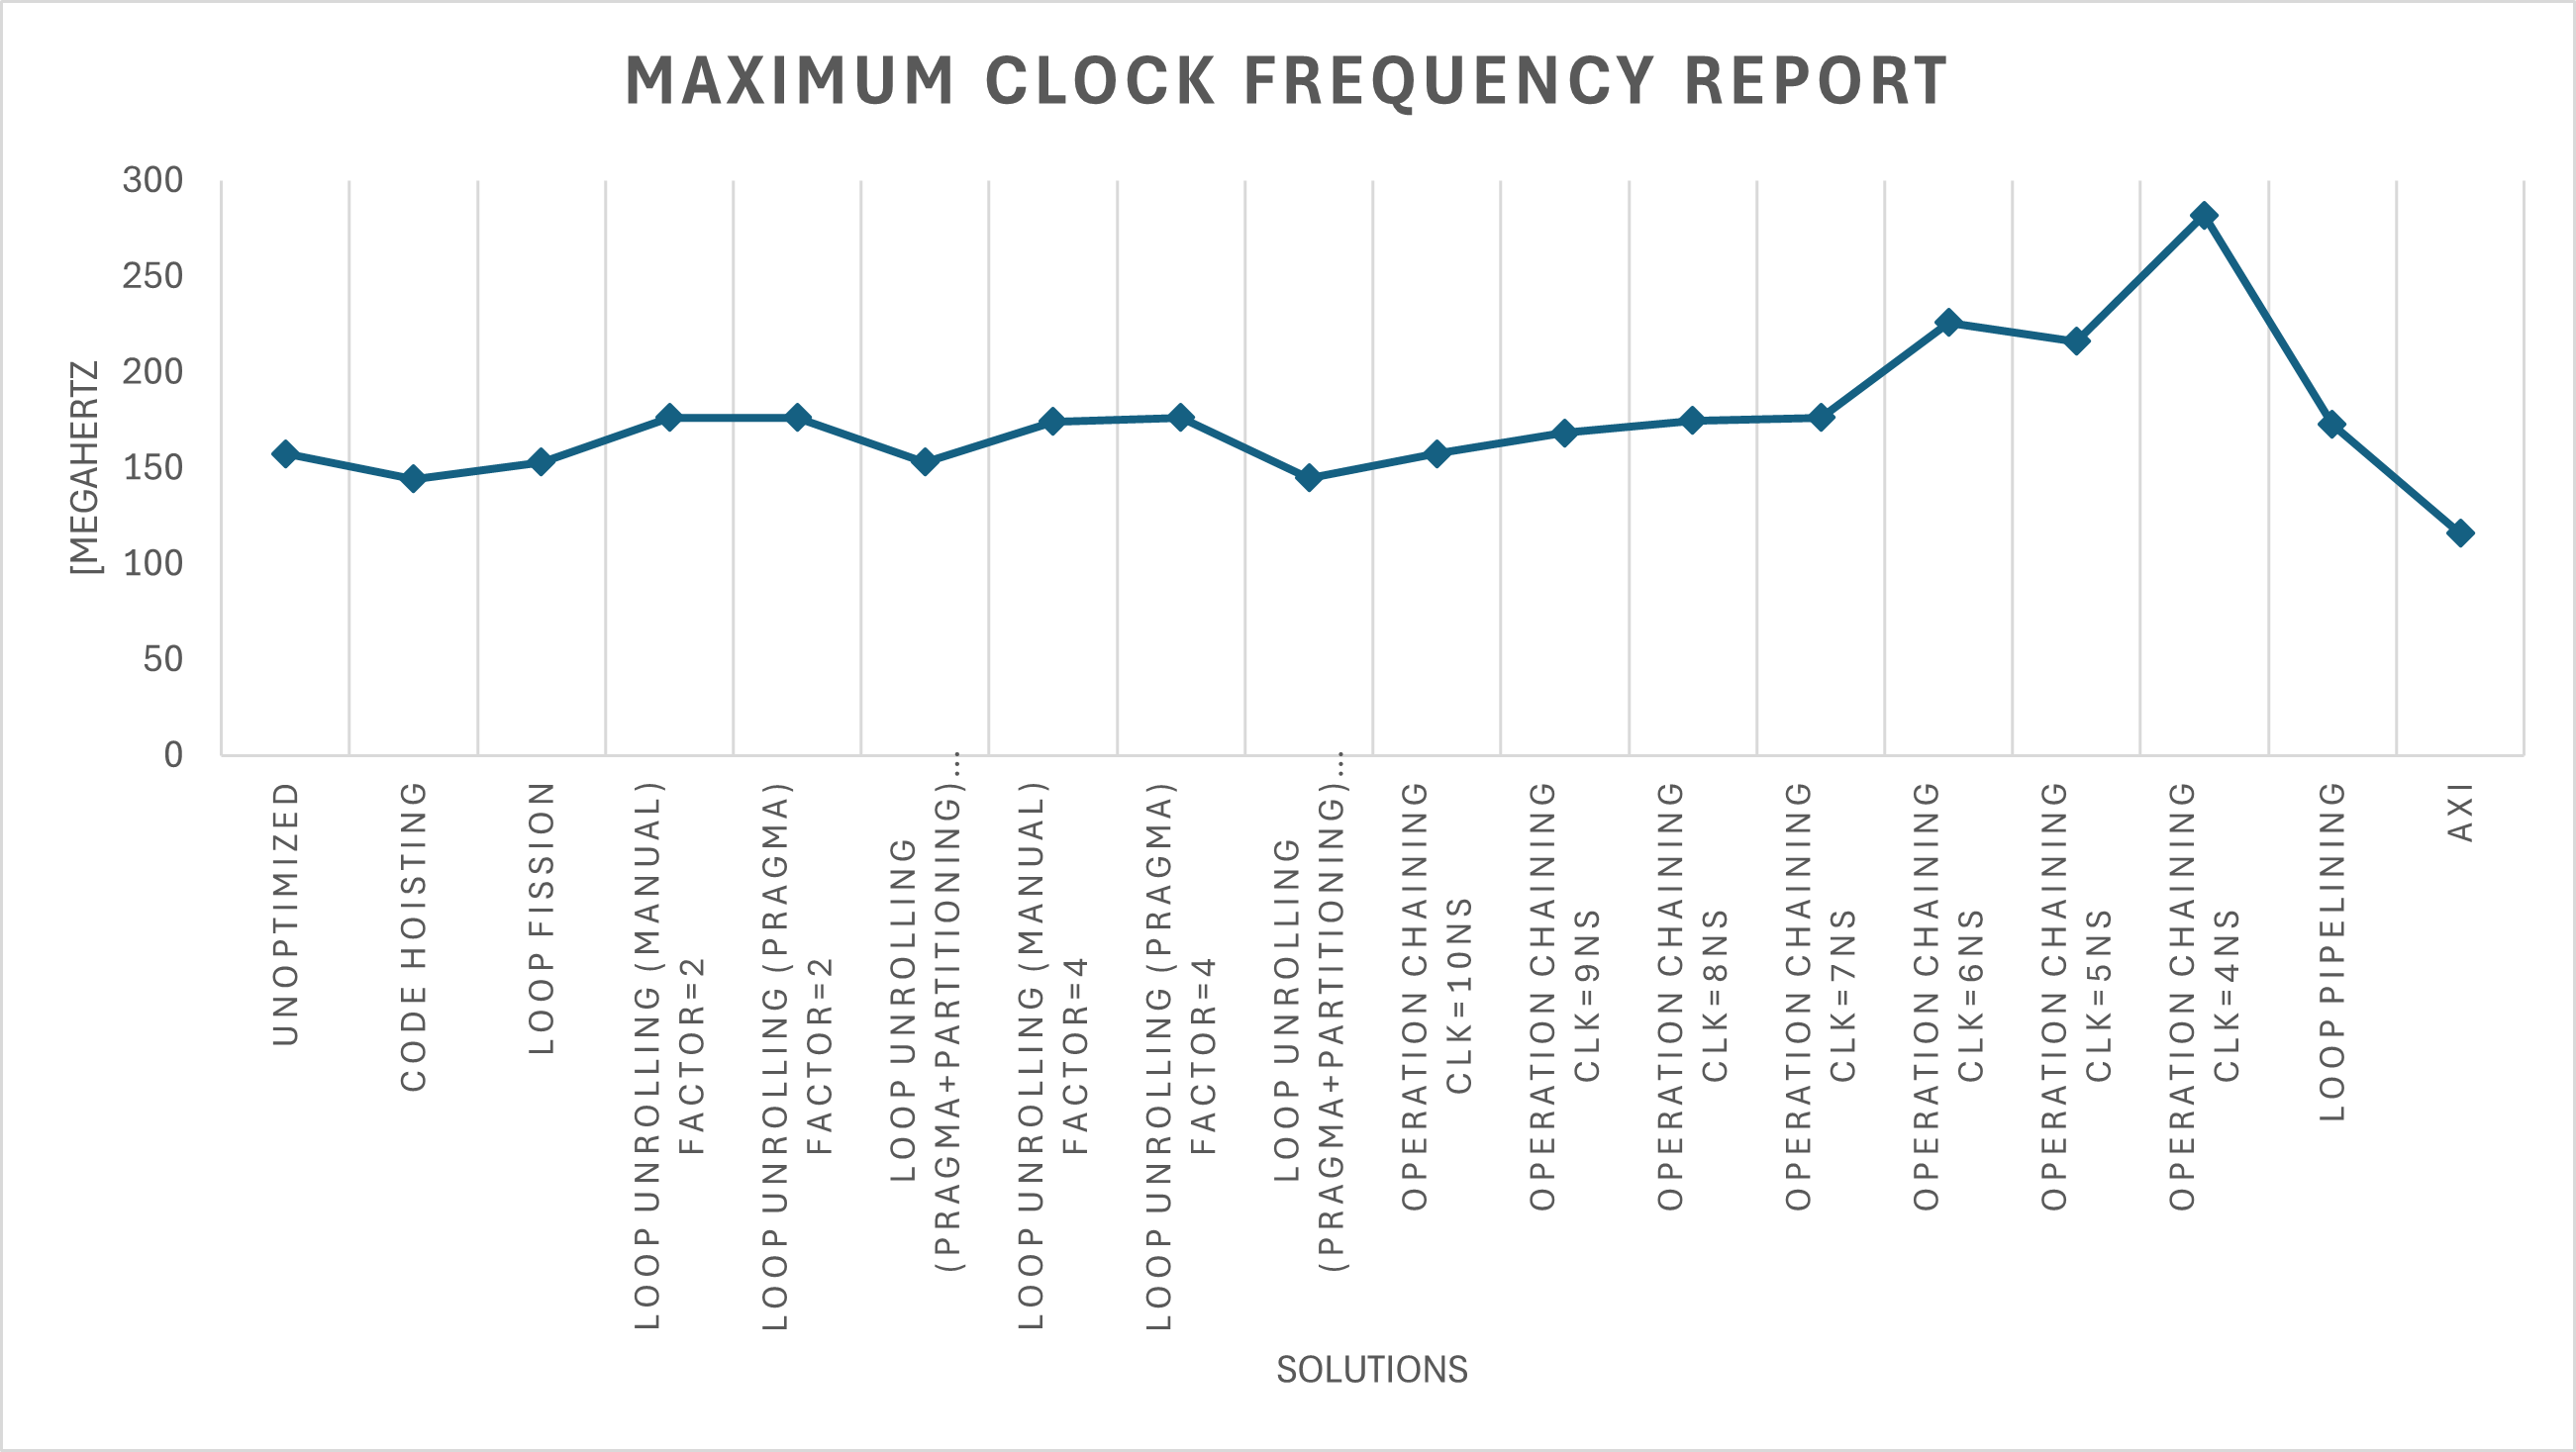 MAXIMUM CLOCK FREQUENCY REPORT
300
250
200
150
100
50
0
[MEGAHERTZ
UNOPTIMIZED
CODE HOISTING
LOOP FISSION
LOOP UNROLLING (MANUAL)
FACTOR=2
LOOP UNROLLING (PRAGMA)
FACTOR=2
LOOP UNROLLING
(PRAGMA+PARTITIONING)...
LOOP UNROLLING (MANUAL)
FACTOR=4
LOOP UNROLLING (PRAGMA)
FACTOR=4
LOOP UNROLLING
(PRAGMA+PARTITIONING)...
OPERATION CHAINING
CLK=10NS
OPERATION CHAINING
CLK=9NS
OPERATION CHAINING
CLK=8NS
OPERATION CHAINING
CLK=7NS
OPERATION CHAINING
CLK=6NS
OPERATION CHAINING
CLK=5NS
OPERATION CHAINING
CLK=4NS
LOOP PIPELINING
AXI
SOLUTIONS